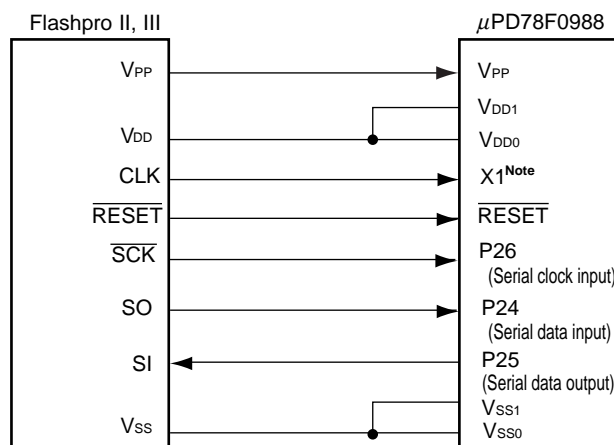 Flashpro II, III
μPD78F0988
VPP
VPP
VDD1
VDD
VDD0
CLK
X1Note
RESET
RESET
SCK
P26
(Serial clock input)
SO
P24
(Serial data input)
SI
P25
(Serial data output)
VSS1
VSS
VSS0